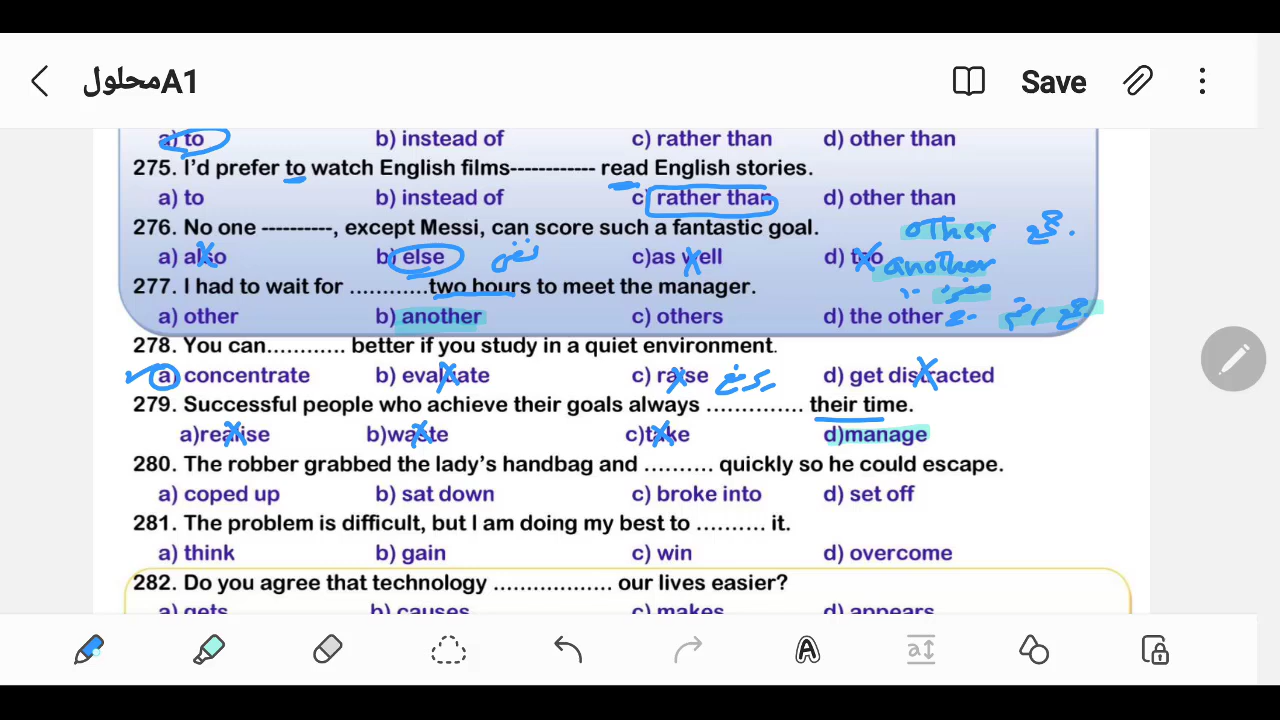 محلولA1
Save
a) to b) instead of c) rather than d) other than
275. I'd prefer to watch English films------------ read English stories.
a) to b) instead of c) rather than d) other than
276. No one ----------, except Messi, can score such a fantastic goal.
other جمع.
a) also b) else c)as well d) too
another
277. I had to wait for ............two hours to meet the manager.
a) other b) another c) others d) the other
278. You can............ better if you study in a quiet environment.
a) concentrate b) evaluate c) raise d) get distracted
279. Successful people who achieve their goals always .............. their time.
a)realise b)waste c)take d)manage
280. The robber grabbed the lady's handbag and .......... quickly so he could escape.
a) coped up b) sat down c) broke into d) set off
281. The problem is difficult, but I am doing my best to .......... it.
a) think b) gain c) win d) overcome
282. Do you agree that technology ................. our lives easier?
a) gets b) causes c) makes d) appears